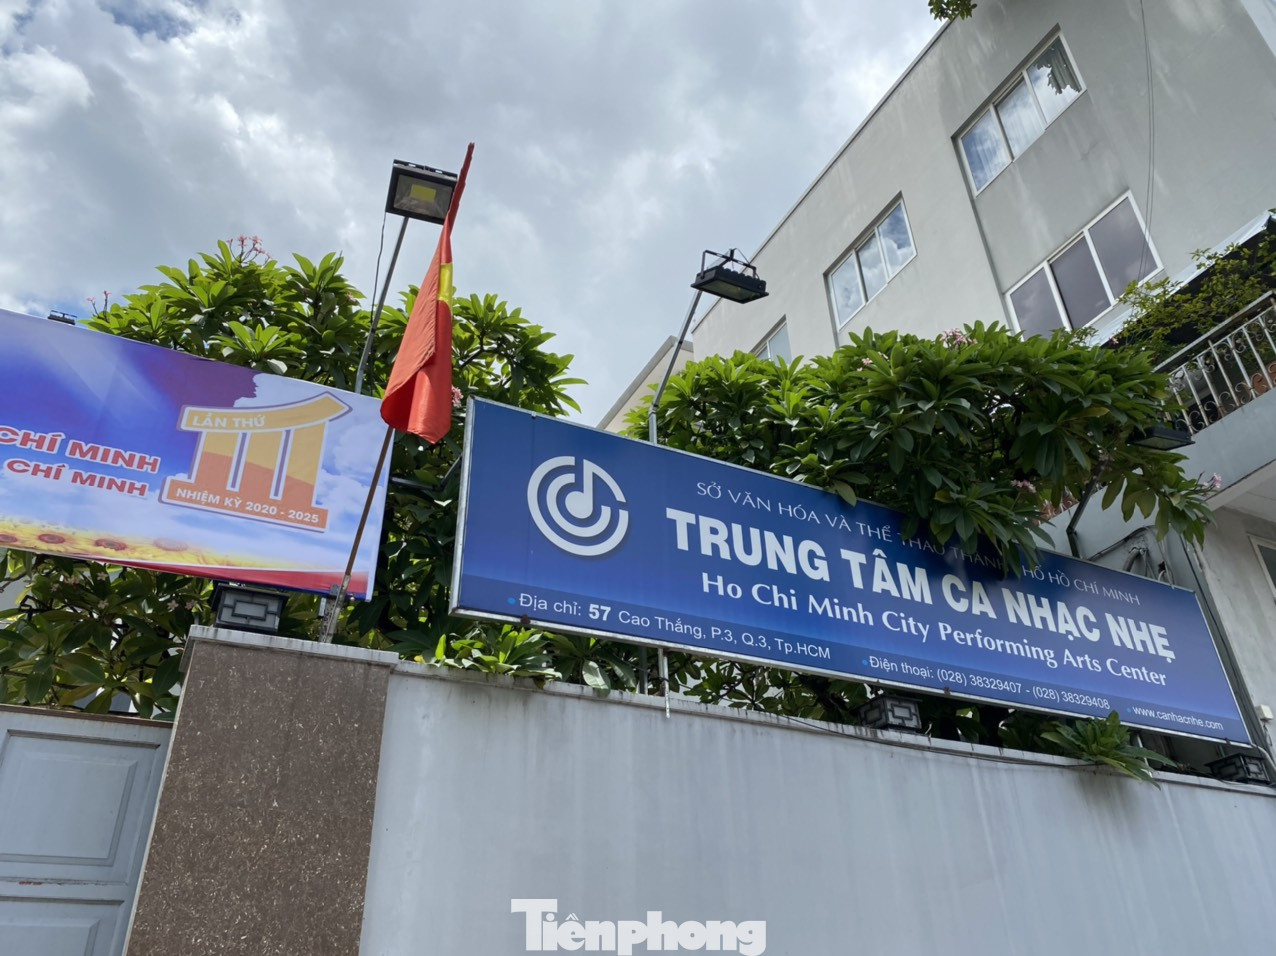 CHÍ MINH
CHÍ MINH
LẦN THỨ
11
NHIỆM KỲ 2020 - 2025
SỞ VĂN HÓA VÀ THỂ THAO THÀNH PHỐ HỒ CHÍ MINH
TRUNG TÂM CA NHẠC NHẸ
Ho Chi Minh City Performing Arts Center
• Địa chỉ: 57 Cao Thắng, P.3, Q.3, Tp.HCM
• Điện thoại: (028) 38329407 - (028) 38329408
• www.canhacnhe.com
Tiênphong